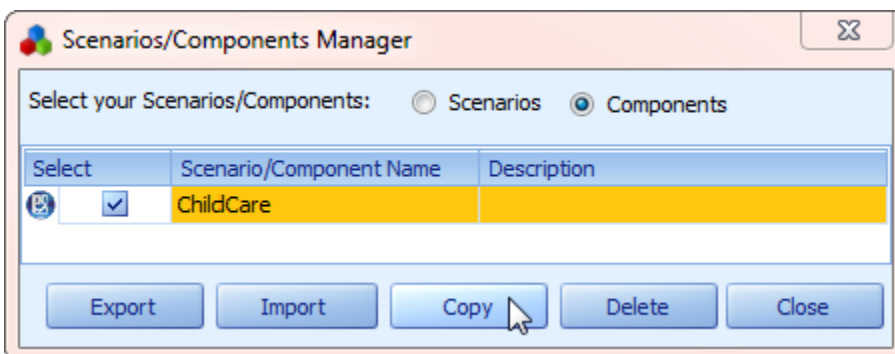 Scenarios/Components Manager
Select your Scenarios/Components: Scenarios Components
Select Scenario/Component Name Description
ChildCare
Export Import Copy Delete Close